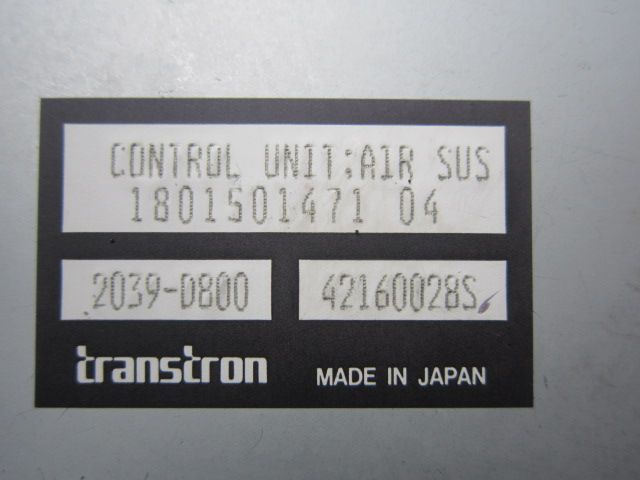 CONTROL UNIT:AIR SUS
1801501471 04
2039-D800 42160028S
transtron MADE IN JAPAN